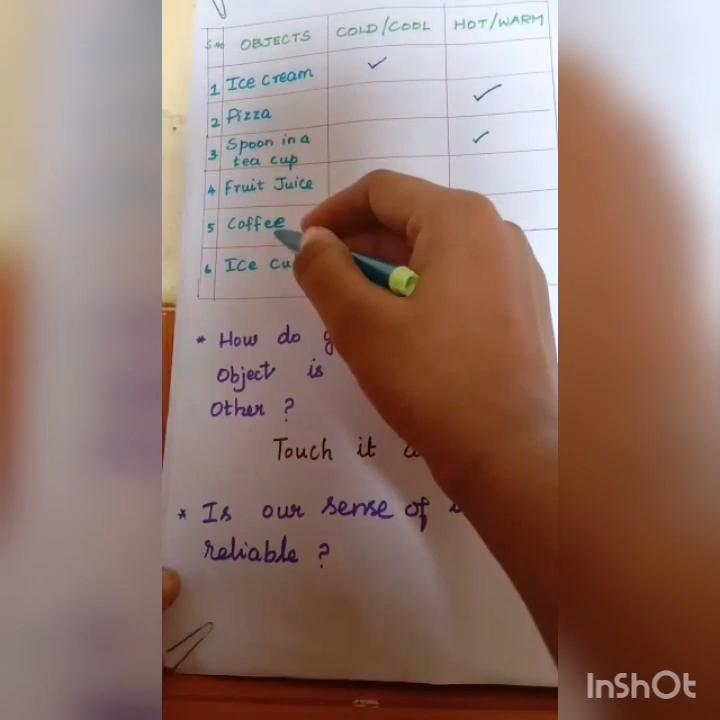 S.No OBJECTS COLD/COOL HOT/WARM
1 Ice cream ✓
2 Pizza ✓
3 Spoon in a ✓
tea cup
4 Fruit Juice
5 Coffee
6 Ice
* How do
object is
other ?
Touch it
* Is our sense of
reliable ?
InShOt